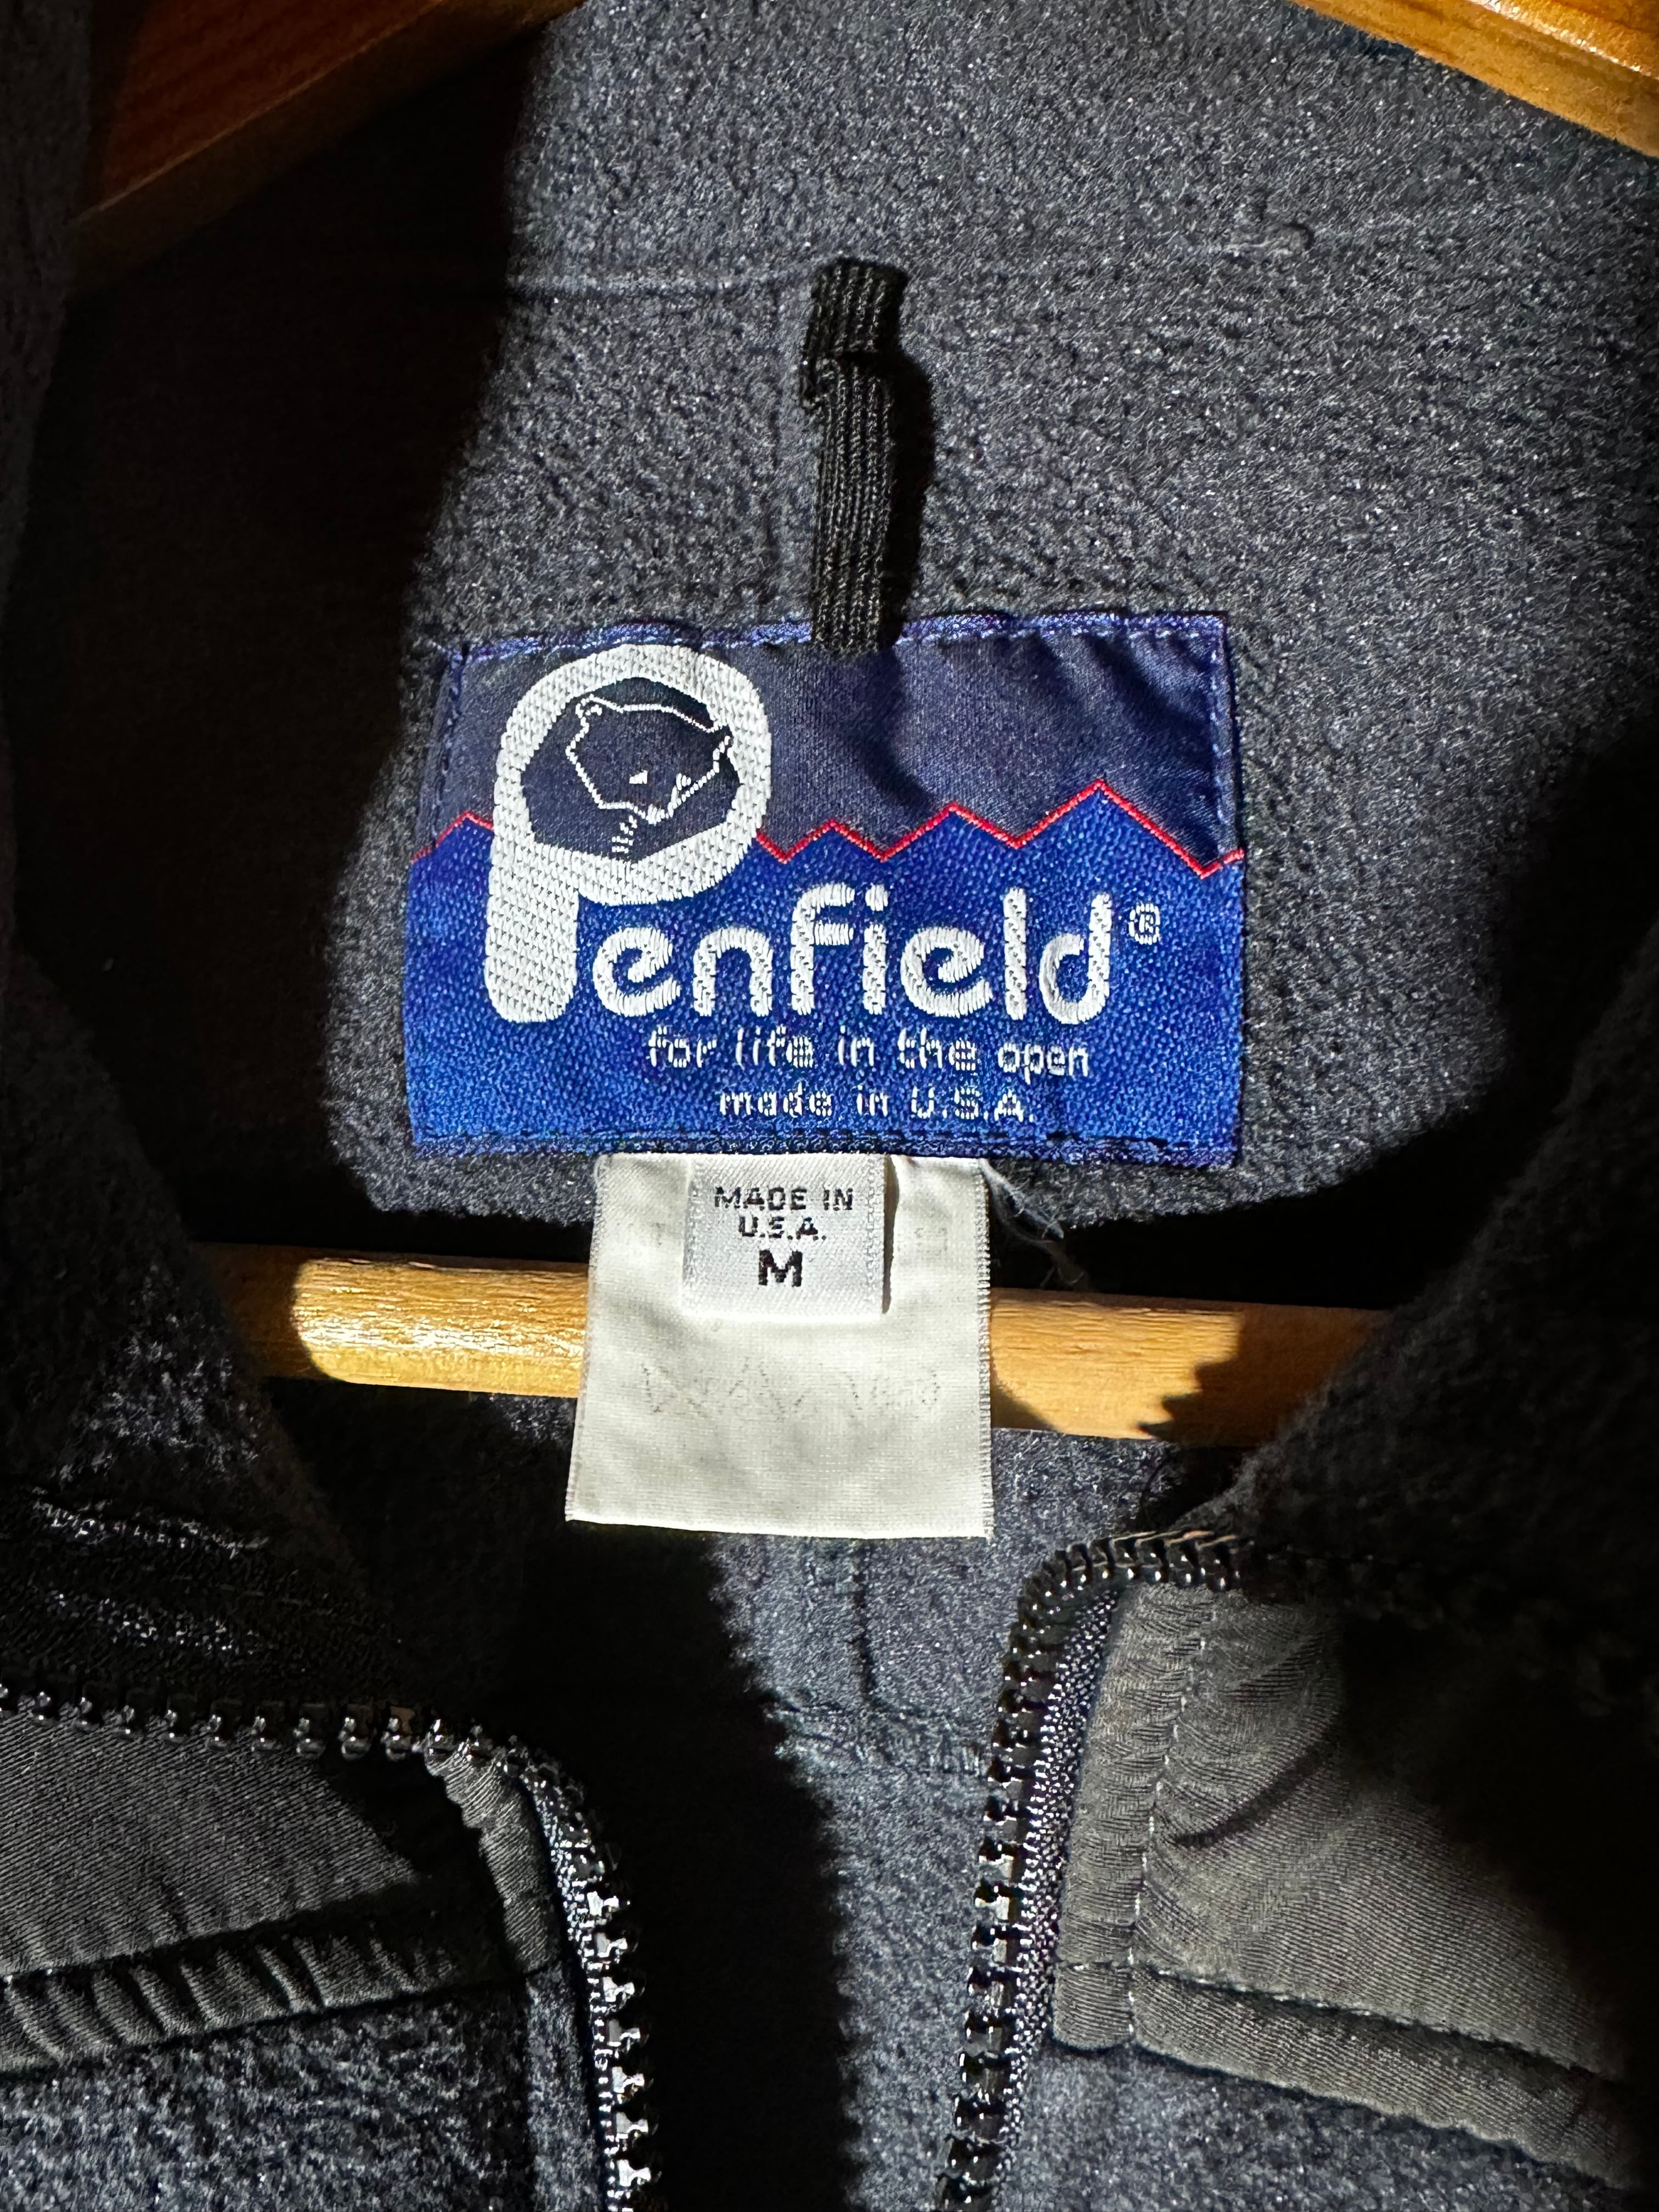 Penfield®
for life in the open
made in U.S.A.
MADE IN
U.S.A.
M